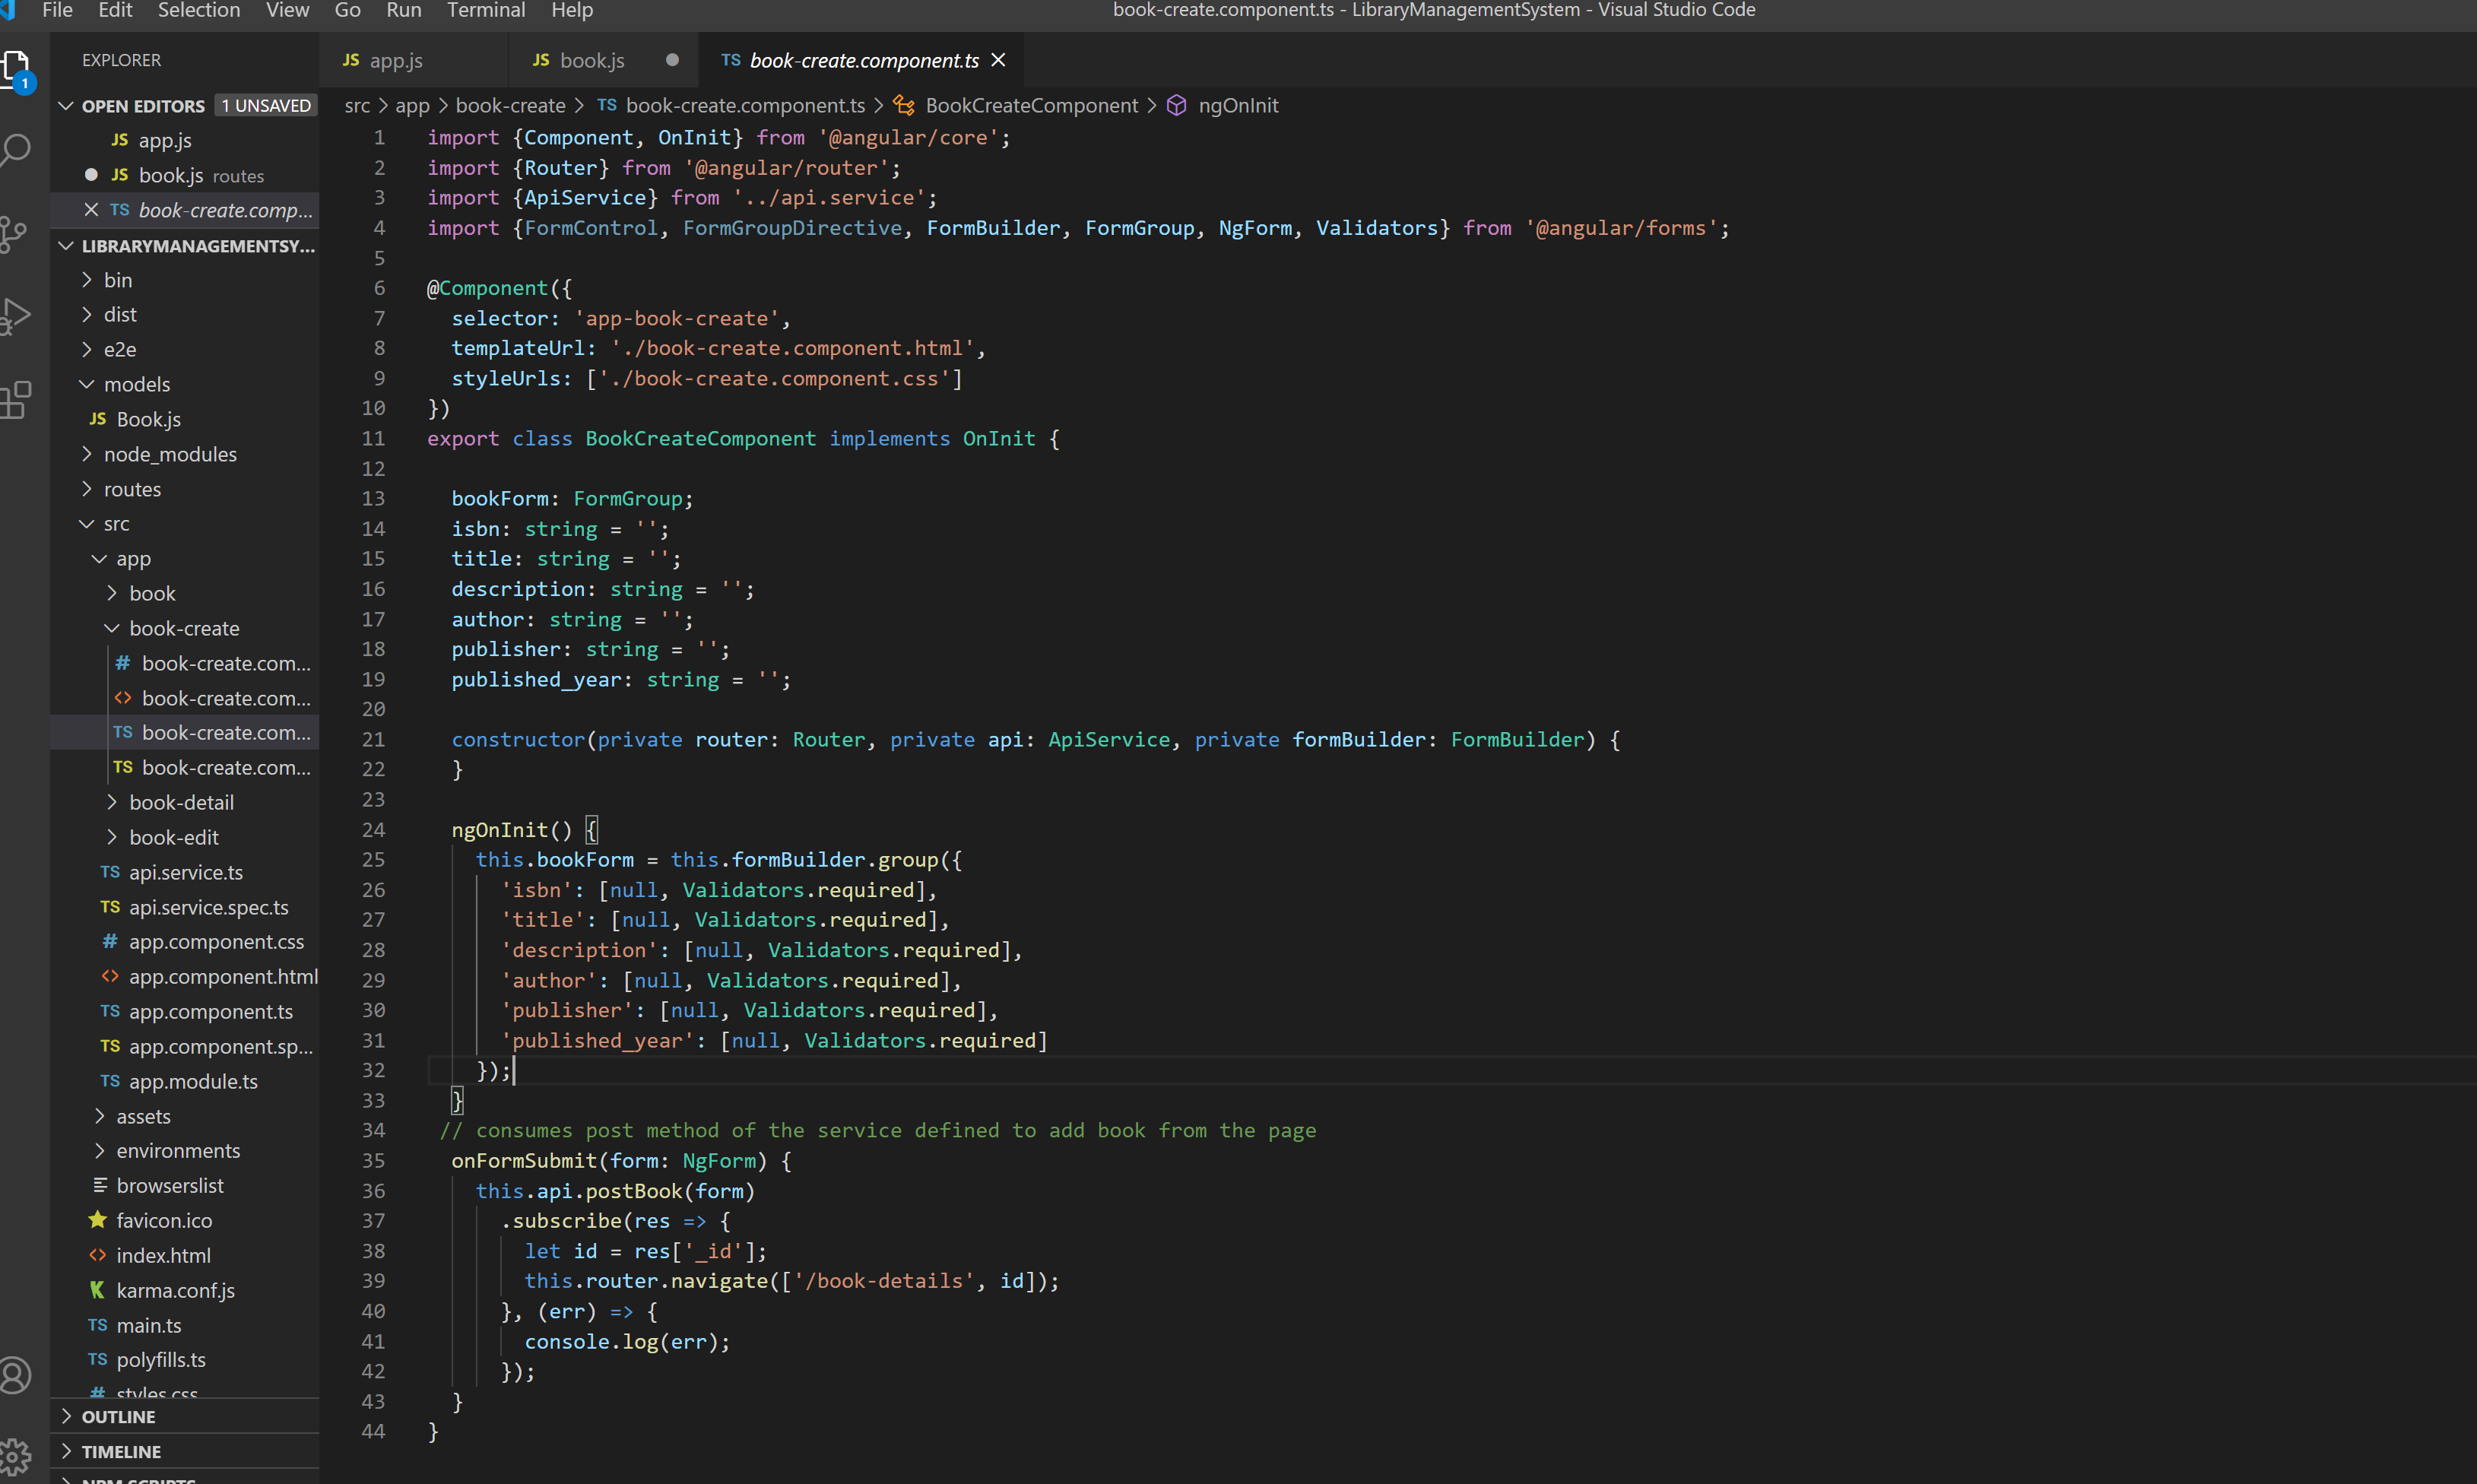 File Edit Selection View Go Run Terminal Help book-create.component.ts - LibraryManagementSystem - Visual Studio Code
EXPLORER
JS app.js JS book.js TS book-create.component.ts
1
OPEN EDITORS 1 UNSAVED
JS app.js
JS book.js routes
TS book-create.comp...
LIBRARYMANAGEMENTSY...
bin
dist
e2e
models
JS Book.js
node_modules
routes
src
app
book
book-create
# book-create.com...
<> book-create.com...
TS book-create.com...
TS book-create.com...
book-detail
book-edit
TS api.service.ts
TS api.service.spec.ts
# app.component.css
<> app.component.html
TS app.component.ts
TS app.component.sp...
TS app.module.ts
assets
environments
browserslist
favicon.ico
<> index.html
K karma.conf.js
TS main.ts
TS polyfills.ts
# styles.css
OUTLINE
TIMELINE
NPM SCRIPTS
src > app > book-create > TS book-create.component.ts > BookCreateComponent > ngOnInit
1 import {Component, OnInit} from '@angular/core';
2 import {Router} from '@angular/router';
3 import {ApiService} from '../api.service';
4 import {FormControl, FormGroupDirective, FormBuilder, FormGroup, NgForm, Validators} from '@angular/forms';
5
6 @Component({
7 selector: 'app-book-create',
8 templateUrl: './book-create.component.html',
9 styleUrls: ['./book-create.component.css']
10 })
11 export class BookCreateComponent implements OnInit {
12
13 bookForm: FormGroup;
14 isbn: string = '';
15 title: string = '';
16 description: string = '';
17 author: string = '';
18 publisher: string = '';
19 published_year: string = '';
20
21 constructor(private router: Router, private api: ApiService, private formBuilder: FormBuilder) {
22 }
23
24 ngOnInit() {
25 this.bookForm = this.formBuilder.group({
26 'isbn': [null, Validators.required],
27 'title': [null, Validators.required],
28 'description': [null, Validators.required],
29 'author': [null, Validators.required],
30 'publisher': [null, Validators.required],
31 'published_year': [null, Validators.required]
32 });
33 }
34 // consumes post method of the service defined to add book from the page
35 onFormSubmit(form: NgForm) {
36 this.api.postBook(form)
37 .subscribe(res => {
38 let id = res['_id'];
39 this.router.navigate(['/book-details', id]);
40 }, (err) => {
41 console.log(err);
42 });
43 }
44 }